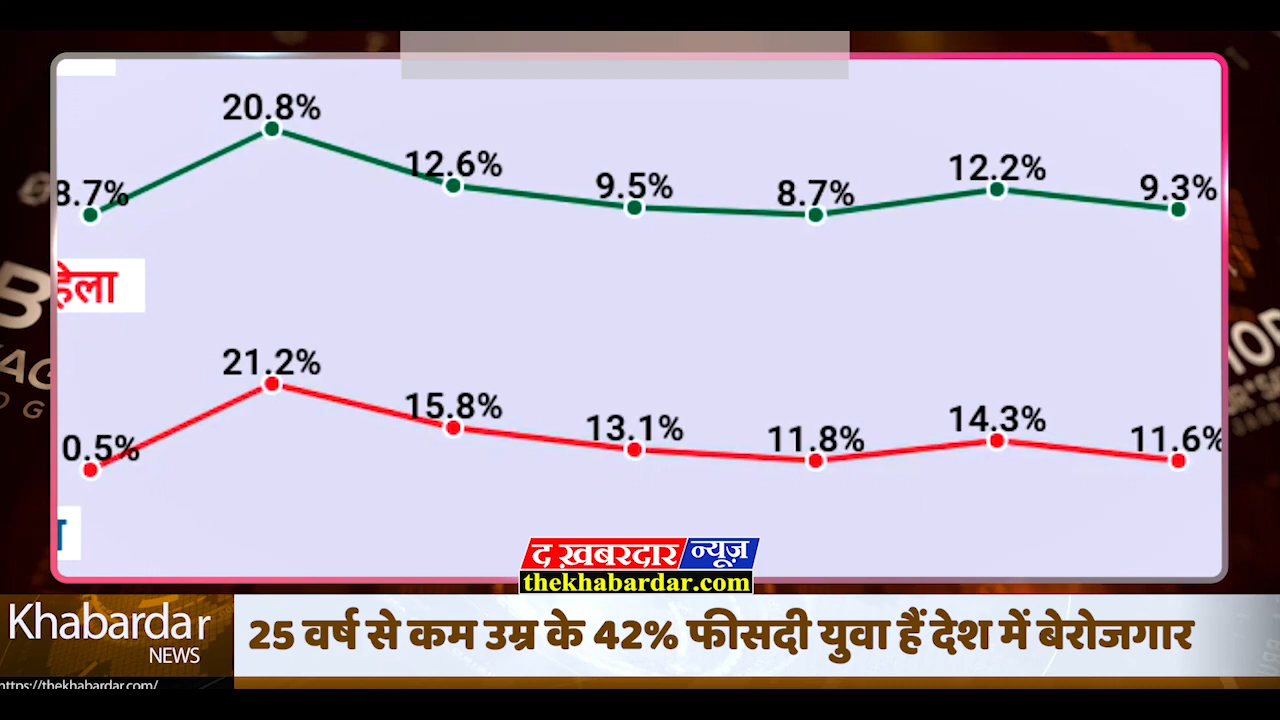 20.8%
12.6%
9.5%
8.7%
12.2%
9.3%
8.7%
हिला
21.2%
15.8%
13.1%
11.8%
14.3%
11.6%
0.5%
द ख़बरदार न्यूज़
thekhabardar.com
Khabardar
NEWS
25 वर्ष से कम उम्र के 42% फीसदी युवा हैं देश में बेरोजगार
https://thekhabardar.com/